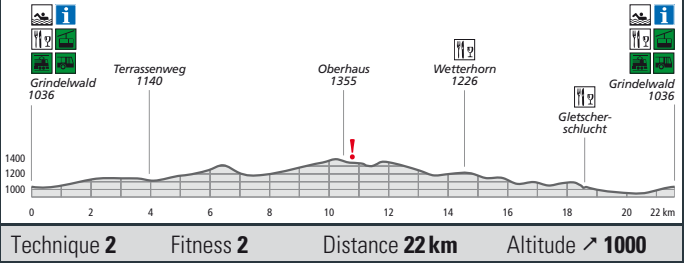 i
i
Grindelwald
1036
Terrassenweg
1140
Oberhaus
1355
Wetterhorn
1226
Gletscher-
schlucht
Grindelwald
1036
!
1400
1200
1000
0 2 4 6 8 10 12 14 16 18 20 22 km
Technique 2 Fitness 2 Distance 22 km Altitude ↗ 1000